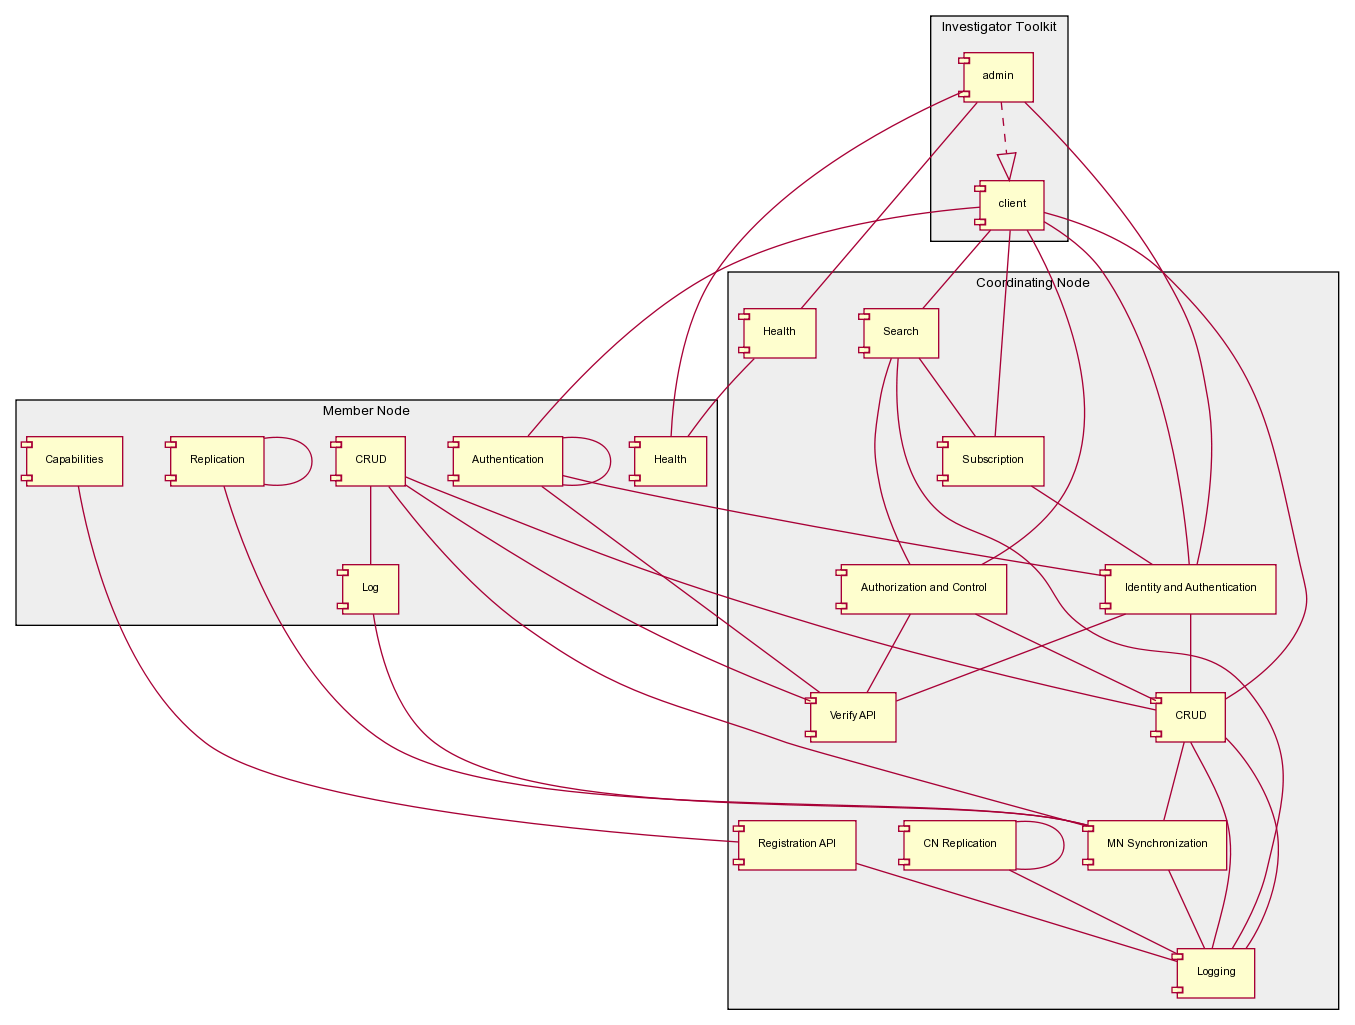 Investigator Toolkit
admin
client
Coordinating Node
Health
Search
Member Node
Capabilities
Replication
CRUD
Authentication
Health
Subscription
Log
Authorization and Control
Identity and Authentication
Verify API
CRUD
Registration API
CN Replication
MN Synchronization
Logging